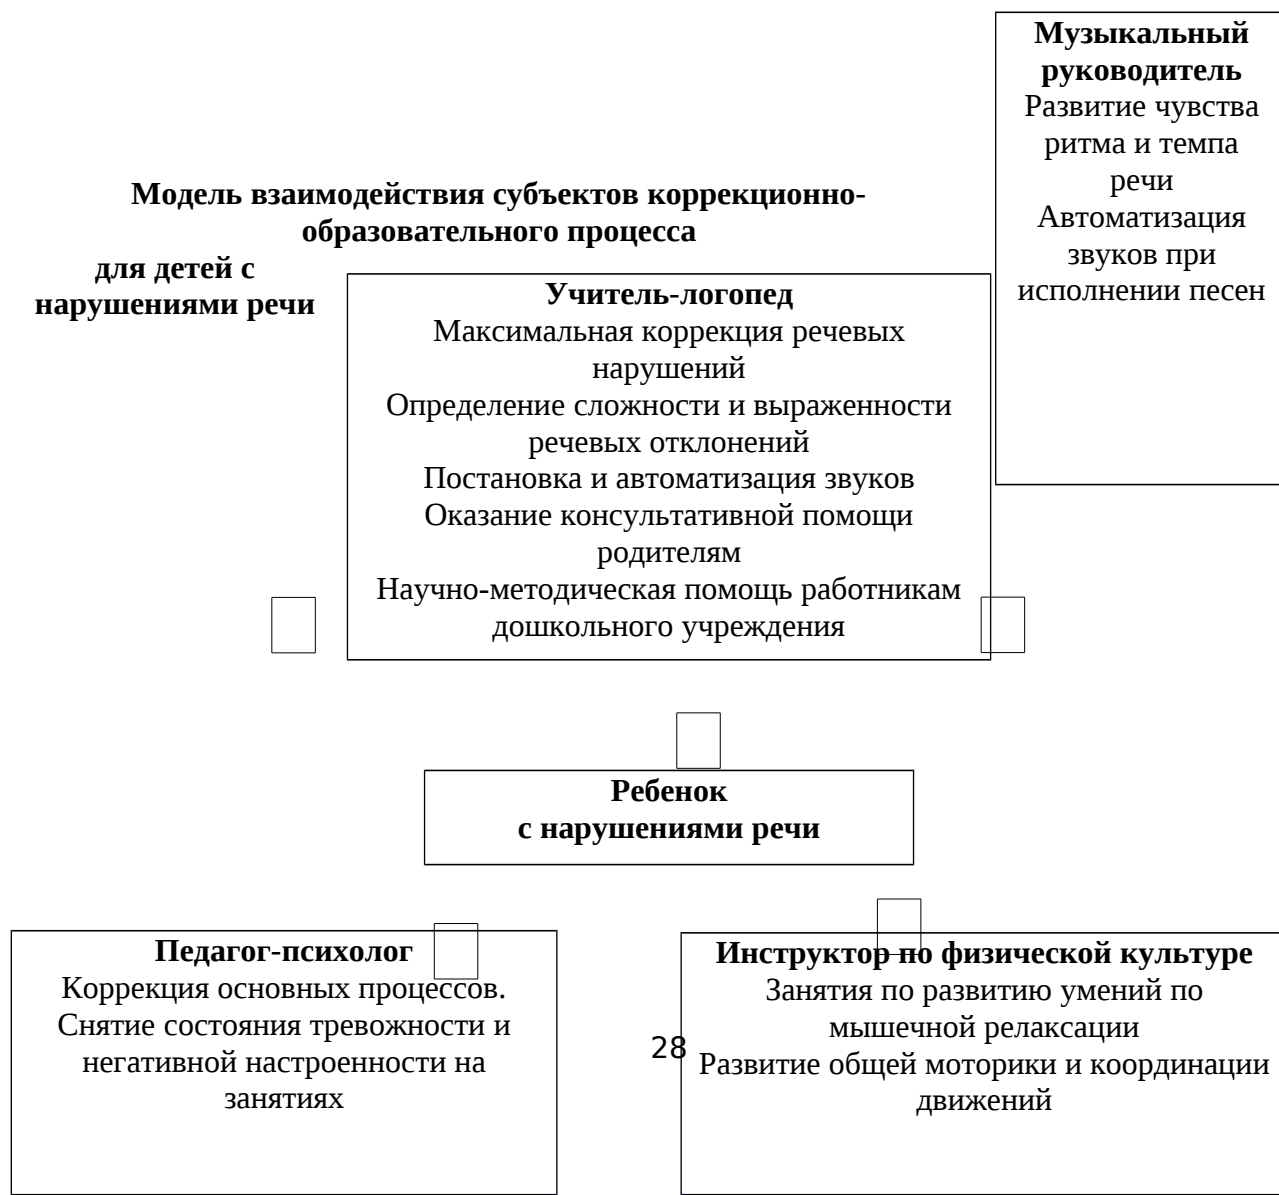 Музыкальный
руководитель
Развитие чувства
ритма и темпа
речи
Автоматизация
звуков при
исполнении песен
Модель взаимодействия субъектов коррекционно-
образовательного процесса
для детей с
нарушениями речи
Учитель-логопед
Максимальная коррекция речевых
нарушений
Определение сложности и выраженности
речевых отклонений
Постановка и автоматизация звуков
Оказание консультативной помощи
родителям
Научно-методическая помощь работникам
дошкольного учреждения
Ребенок
с нарушениями речи
Педагог-психолог
Коррекция основных процессов.
Снятие состояния тревожности и
негативной настроенности на
занятиях
Инструктор по физической культуре
Занятия по развитию умений по
мышечной релаксации
Развитие общей моторики и координации
движений
28